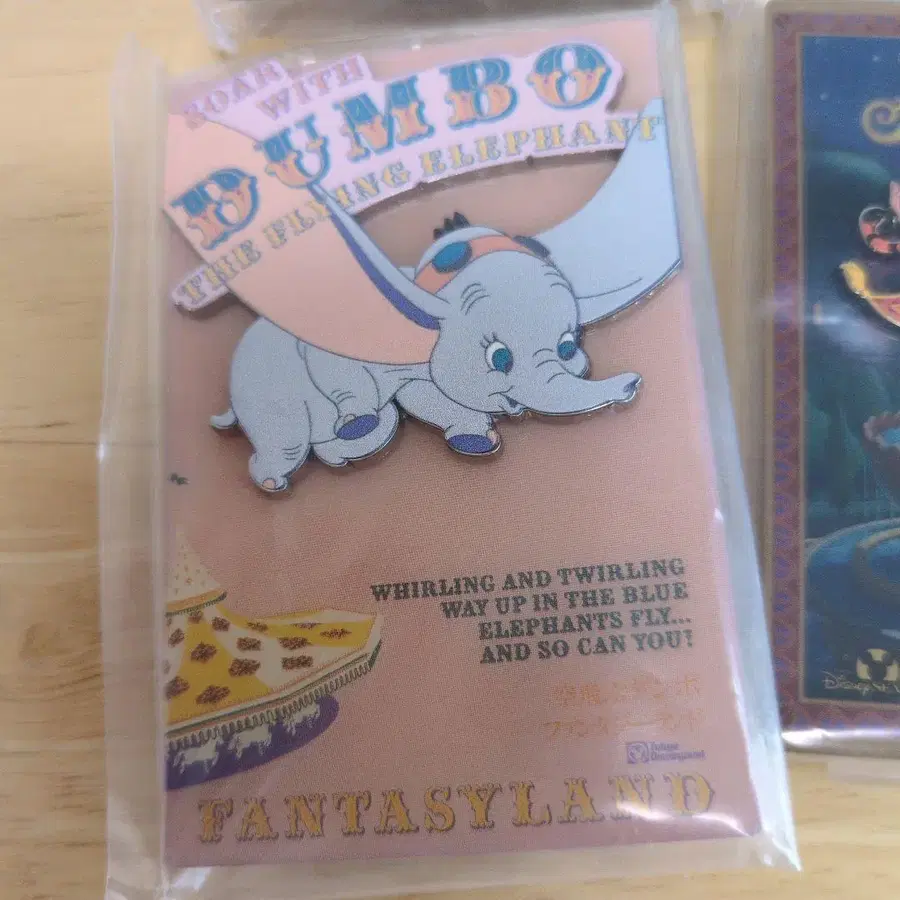 SOAR
WITH
DUMBO
THE FLYING ELEPHANT
WHIRLING AND TWIRLING
WAY UP IN THE BLUE
ELEPHANTS FLY...
AND SO CAN YOU!
空飛ぶダンボ
ファンタジーランド
Tokyo
Disneyland
FANTASYLAND